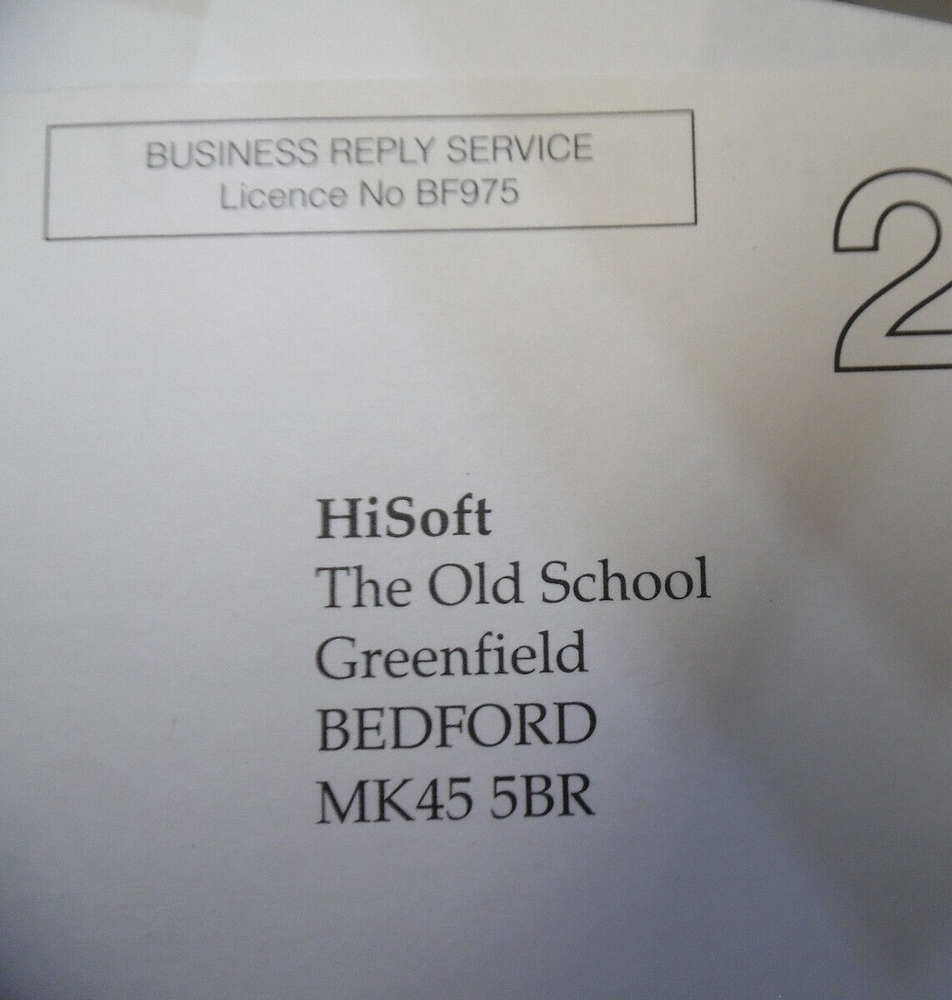 BUSINESS REPLY SERVICE
Licence No BF975
2
HiSoft
The Old School
Greenfield
BEDFORD
MK45 5BR